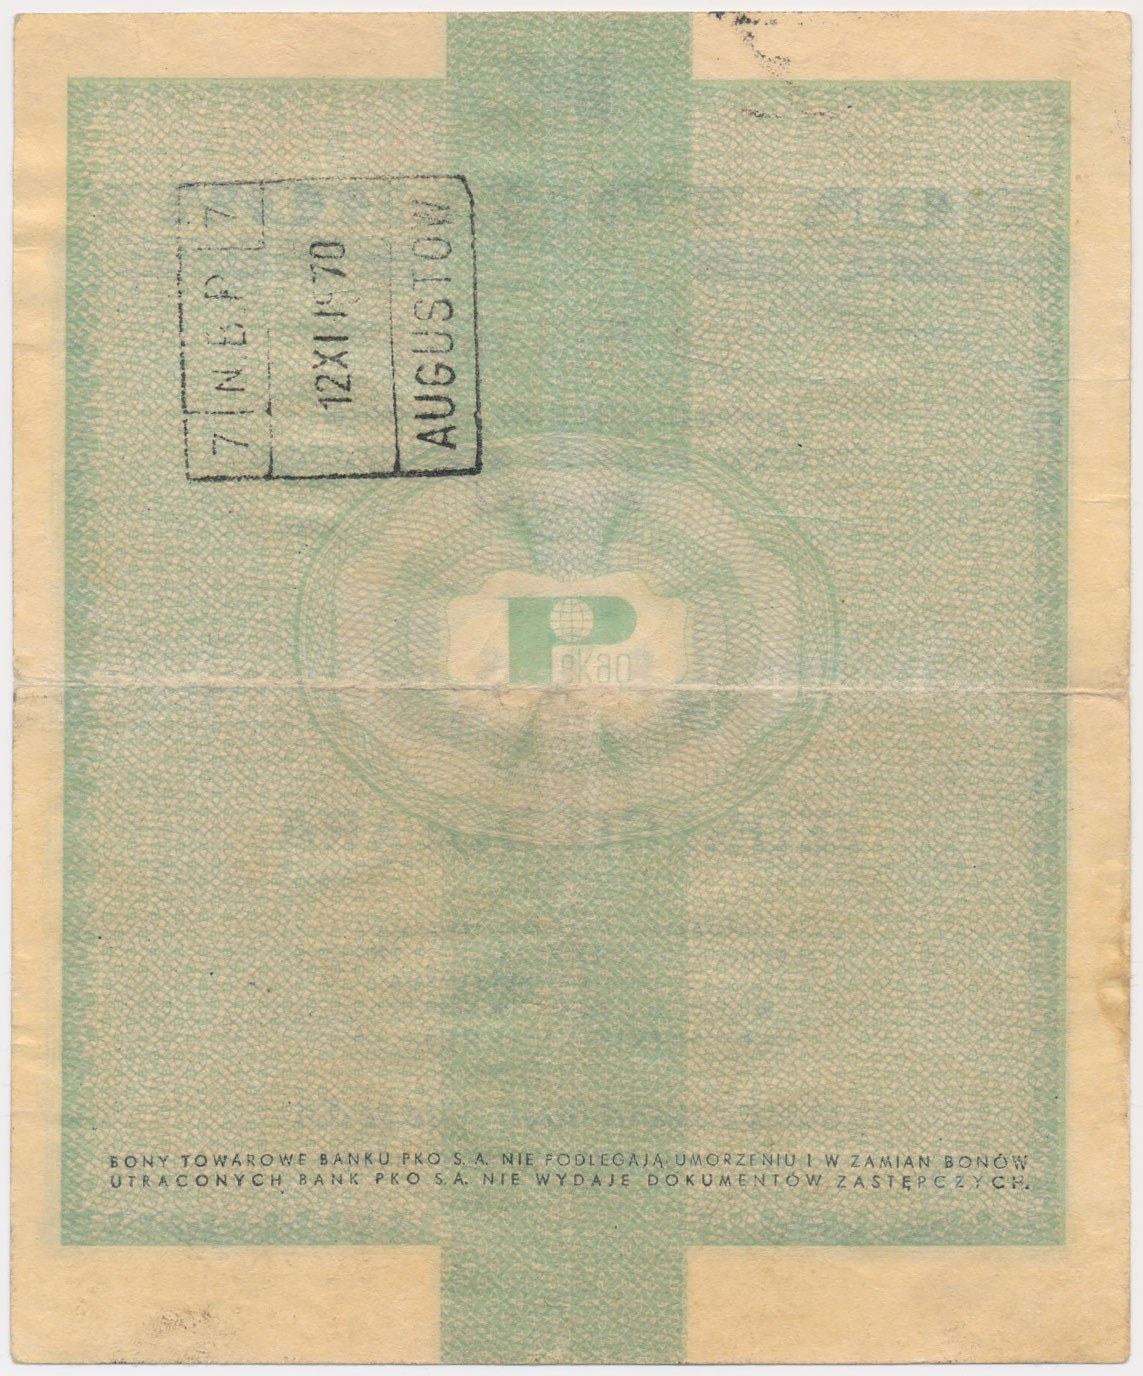 7 N.B.P. 7
12 XI 1970
AUGUSTOW
Pekao
BONY TOWAROWE BANKU PKO S. A. NIE PODLEGAJĄ UMORZENIU I W ZAMIAN BONÓW
UTRACONYCH BANK PKO S.A. NIE WYDAJE DOKUMENTÓW ZASTĘPCZYCH.